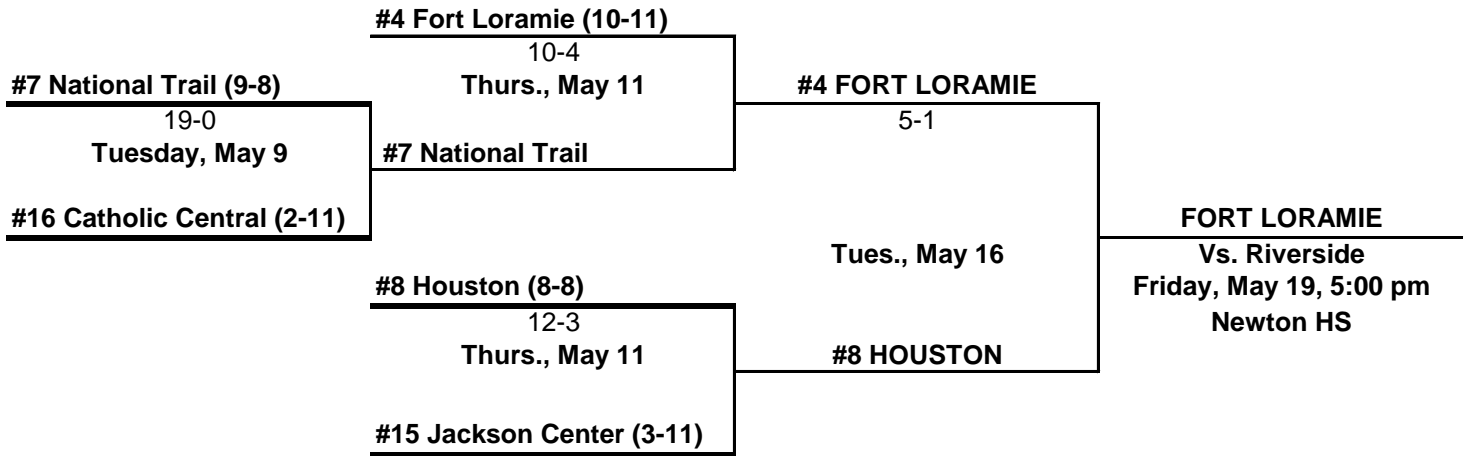 #4 Fort Loramie (10-11)
10-4
Thurs., May 11
#7 National Trail (9-8)
19-0
Tuesday, May 9
#7 National Trail
#16 Catholic Central (2-11)
#4 FORT LORAMIE
5-1
Tues., May 16
#8 Houston (8-8)
12-3
Thurs., May 11
#8 HOUSTON
#15 Jackson Center (3-11)
FORT LORAMIE
Vs. Riverside
Friday, May 19, 5:00 pm
Newton HS